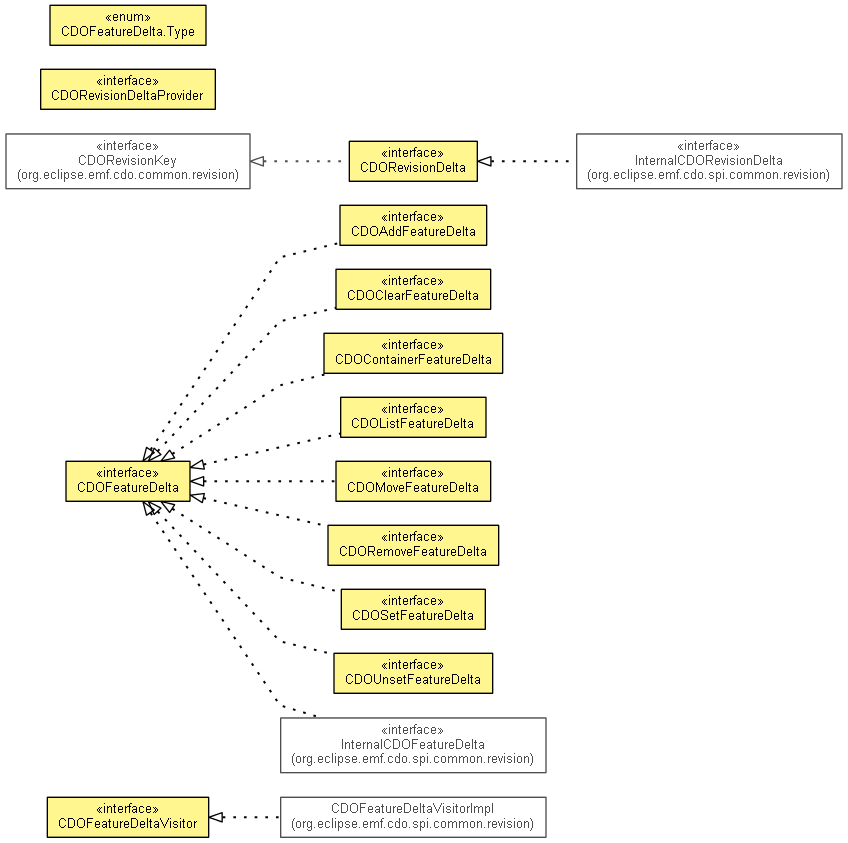 «enum»
CDOFeatureDelta.Type
«interface»
CDORevisionDeltaProvider
«interface»
CDORevisionKey
(org.eclipse.emf.cdo.common.revision)
«interface»
CDORevisionDelta
«interface»
InternalCDORevisionDelta
(org.eclipse.emf.cdo.spi.common.revision)
«interface»
CDOAddFeatureDelta
«interface»
CDOClearFeatureDelta
«interface»
CDOContainerFeatureDelta
«interface»
CDOListFeatureDelta
«interface»
CDOFeatureDelta
«interface»
CDOMoveFeatureDelta
«interface»
CDORemoveFeatureDelta
«interface»
CDOSetFeatureDelta
«interface»
CDOUnsetFeatureDelta
«interface»
InternalCDOFeatureDelta
(org.eclipse.emf.cdo.spi.common.revision)
«interface»
CDOFeatureDeltaVisitor
CDOFeatureDeltaVisitorImpl
(org.eclipse.emf.cdo.spi.common.revision)